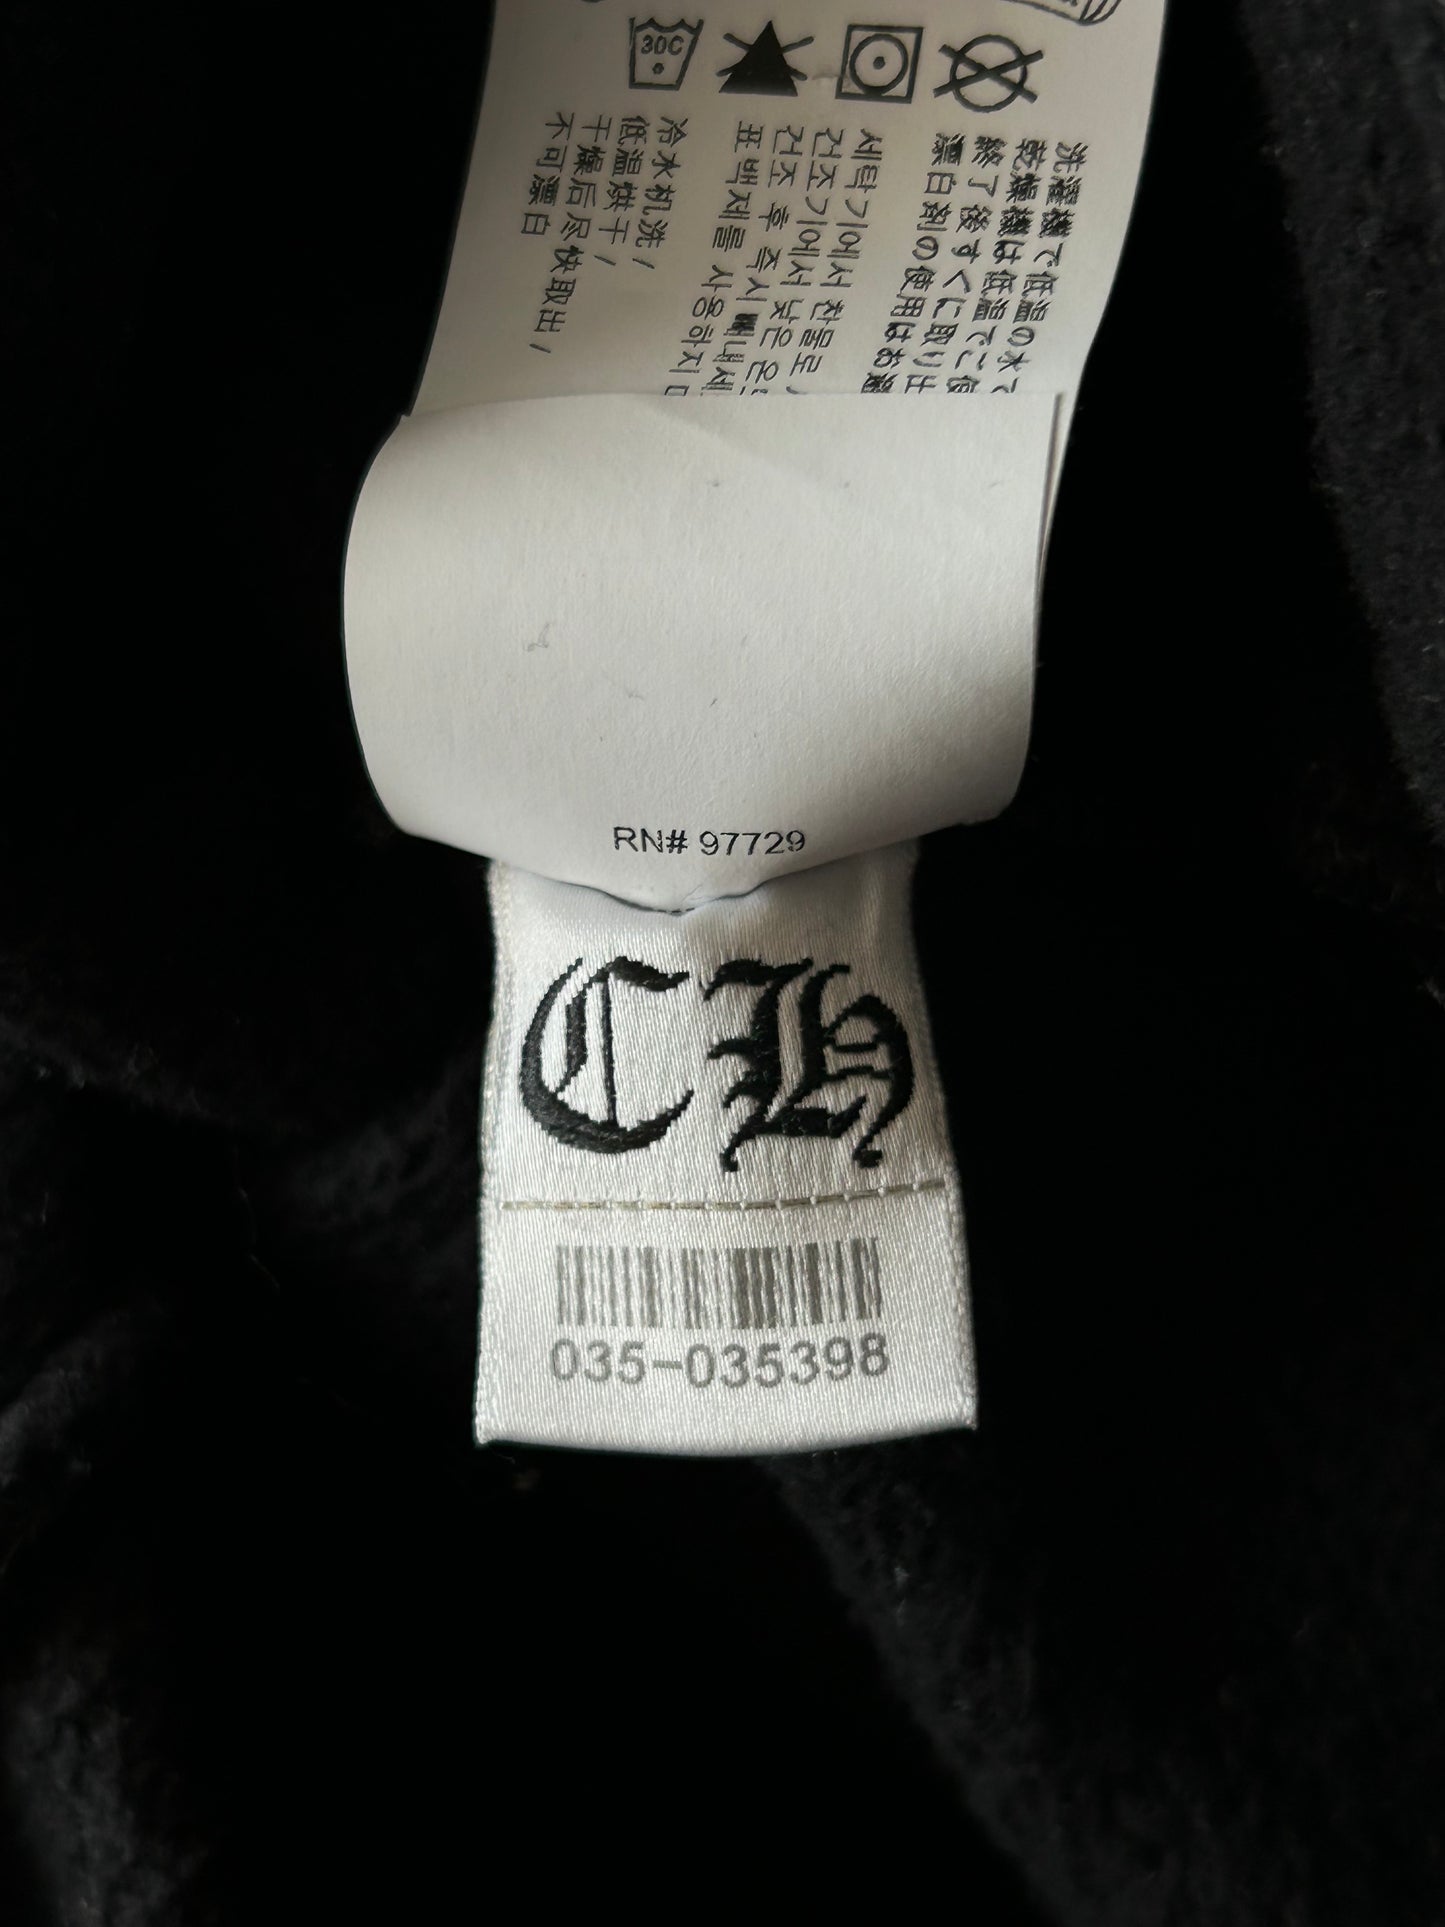 30C
洗濯機で低温の水で
乾燥機は低温でご使
終了後すぐに取り出
漂白剤の使用はお避
세탁기에서 찬물로
건조기에서 낮은
건조 후 즉시 빼내세
표백제를 사용하지
冷水机洗/
低温烘干/
干燥后尽快取出/
不可漂白
RN# 97729
CH
035-035398